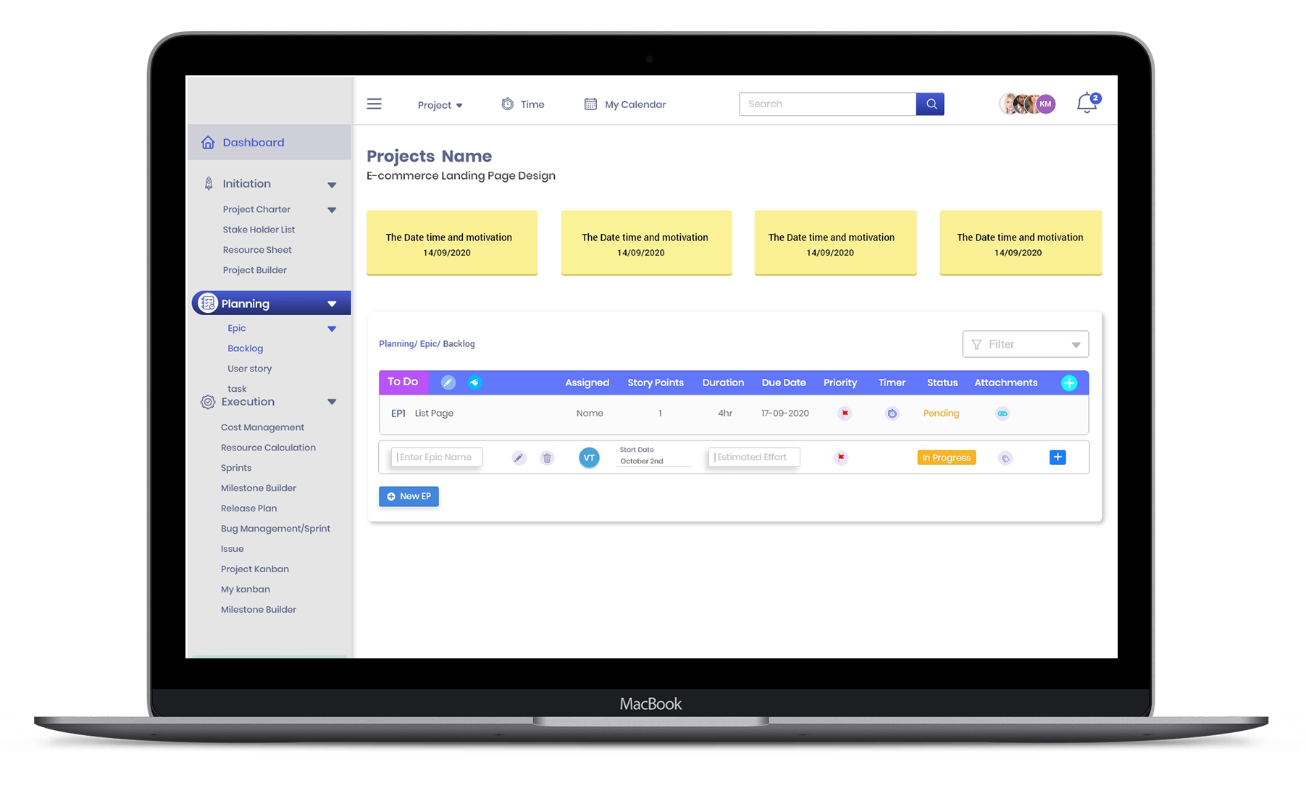 Project
Time
My Calendar
Search
KM
2
Dashboard
Initiation
Project Charter
Stake Holder List
Resource Sheet
Project Builder
Planning
Epic
Backlog
User story
task
Execution
Cost Management
Resource Calculation
Sprints
Milestone Builder
Release Plan
Bug Management/Sprint
Issue
Project Kanban
My kanban
Milestone Builder
Projects Name
E-commerce Landing Page Design
The Date time and motivation
14/09/2020
The Date time and motivation
14/09/2020
The Date time and motivation
14/09/2020
The Date time and motivation
14/09/2020
Planning/ Epic/ Backlog
Filter
To Do Assigned Story Points Duration Due Date Priority Timer Status Attachments
EP1 List Page Name 1 4hr 17-09-2020 Pending
Enter Epic Name
VT
Start Date
October 2nd
Estimated Effort
In Progress
New EP
MacBook